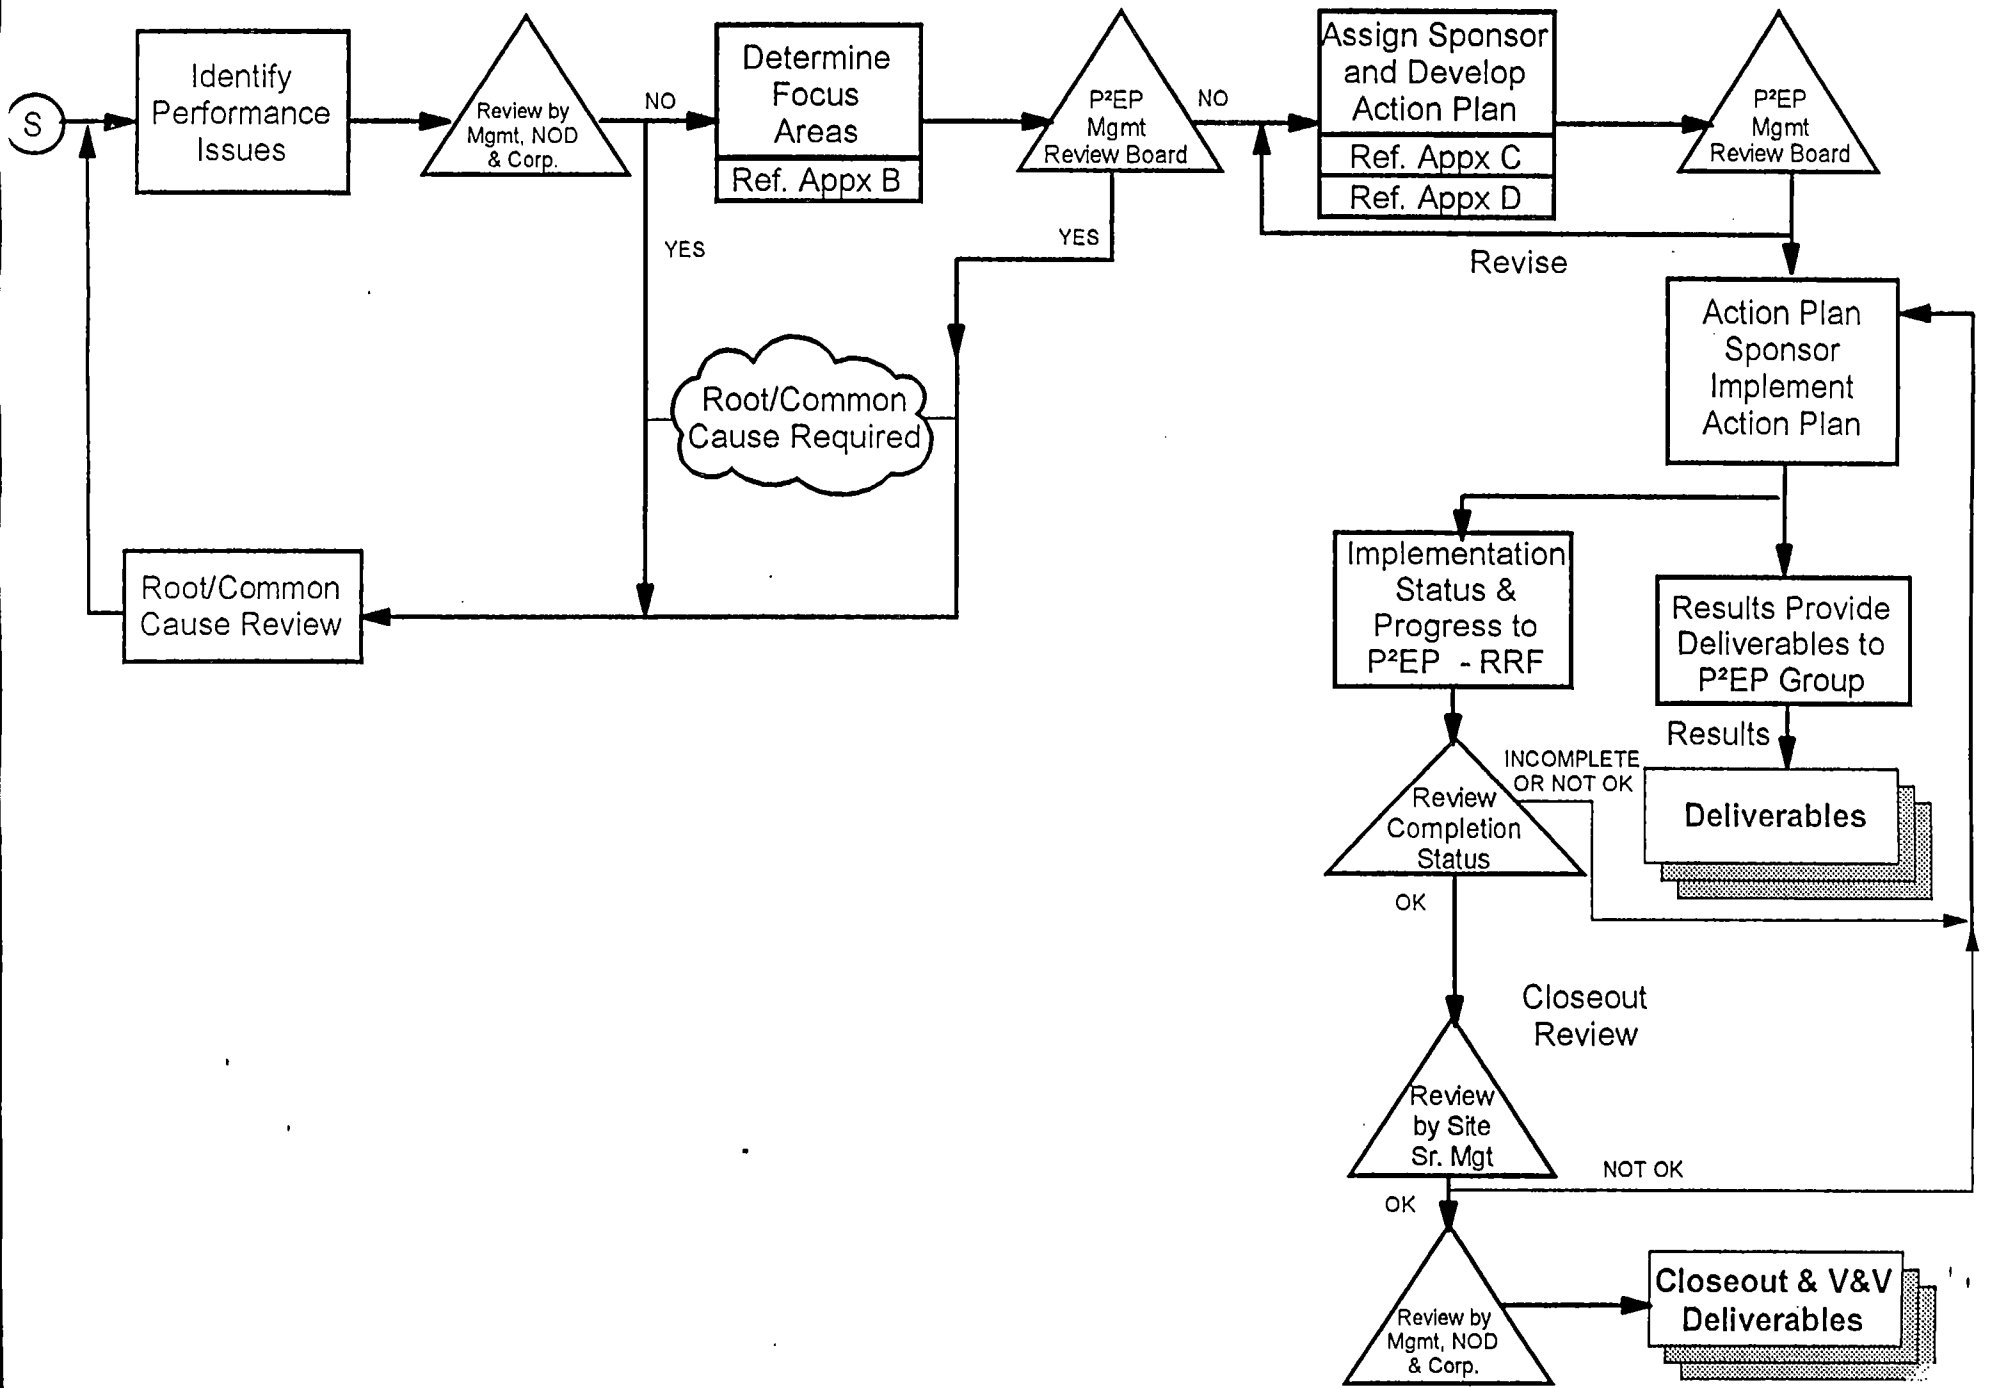 S
Identify
Performance
Issues
Review by
Mgmt, NOD
& Corp.
NO
YES
Determine
Focus
Areas
Ref. Appx B
P²EP
Mgmt
Review Board
NO
YES
Assign Sponsor
and Develop
Action Plan
Ref. Appx C
Ref. Appx D
P²EP
Mgmt
Review Board
Revise
Root/Common
Cause Required
Root/Common
Cause Review
Action Plan
Sponsor
Implement
Action Plan
Implementation
Status &
Progress to
P²EP - RRF
Results Provide
Deliverables to
P²EP Group
Results
Deliverables
Review
Completion
Status
INCOMPLETE
OR NOT OK
OK
Closeout
Review
Review
by Site
Sr. Mgt
NOT OK
OK
Review by
Mgmt, NOD
& Corp.
Closeout & V&V
Deliverables